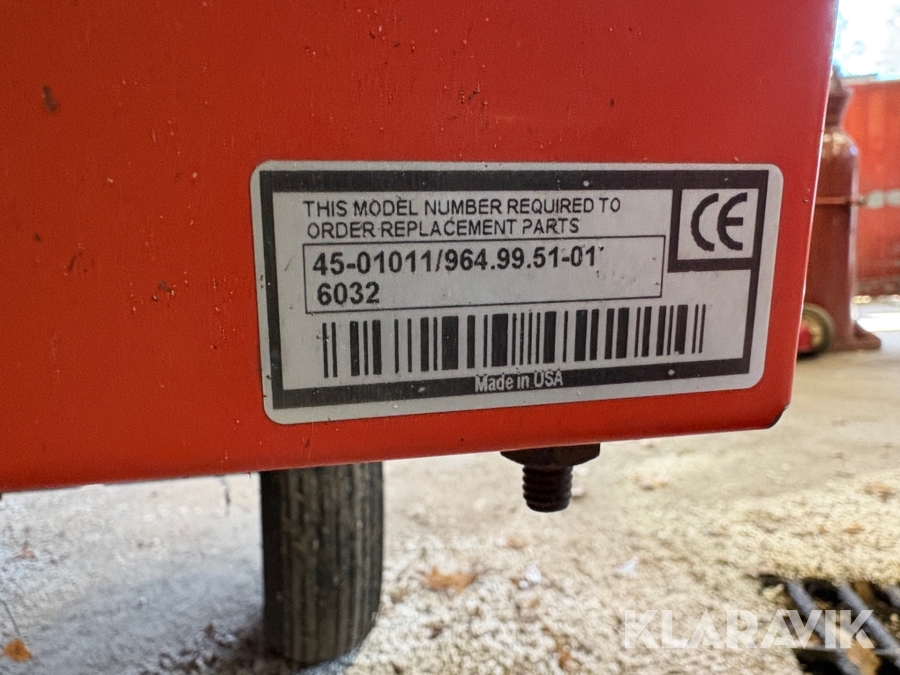 THIS MODEL NUMBER REQUIRED TO
ORDER REPLACEMENT PARTS
CE
45-01011/964.99.51-01
6032
Made in USA
KLARAVIK